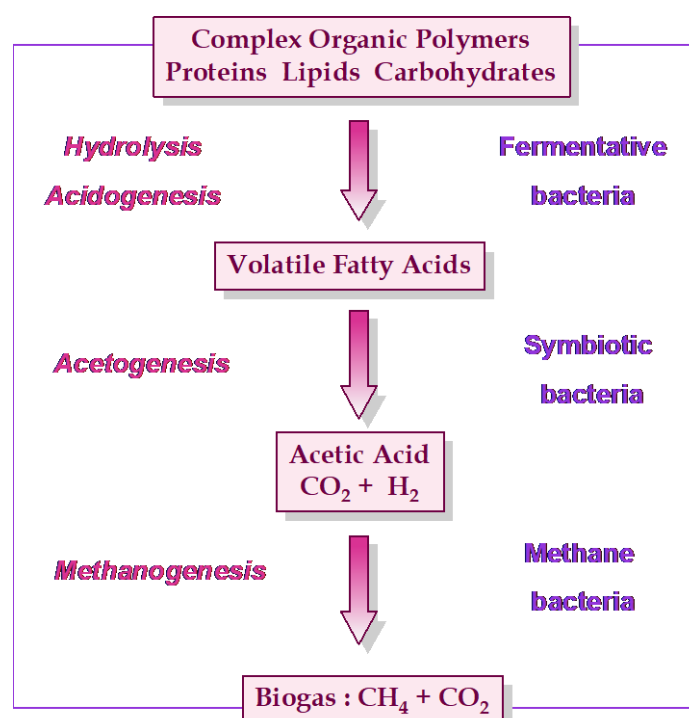 Complex Organic Polymers
Proteins Lipids Carbohydrates
Hydrolysis
Fermentative
Acidogenesis
bacteria
Volatile Fatty Acids
Acetogenesis
Symbiotic
bacteria
Acetic Acid
CO₂ + H₂
Methanogenesis
Methane
bacteria
Biogas : CH₄ + CO₂